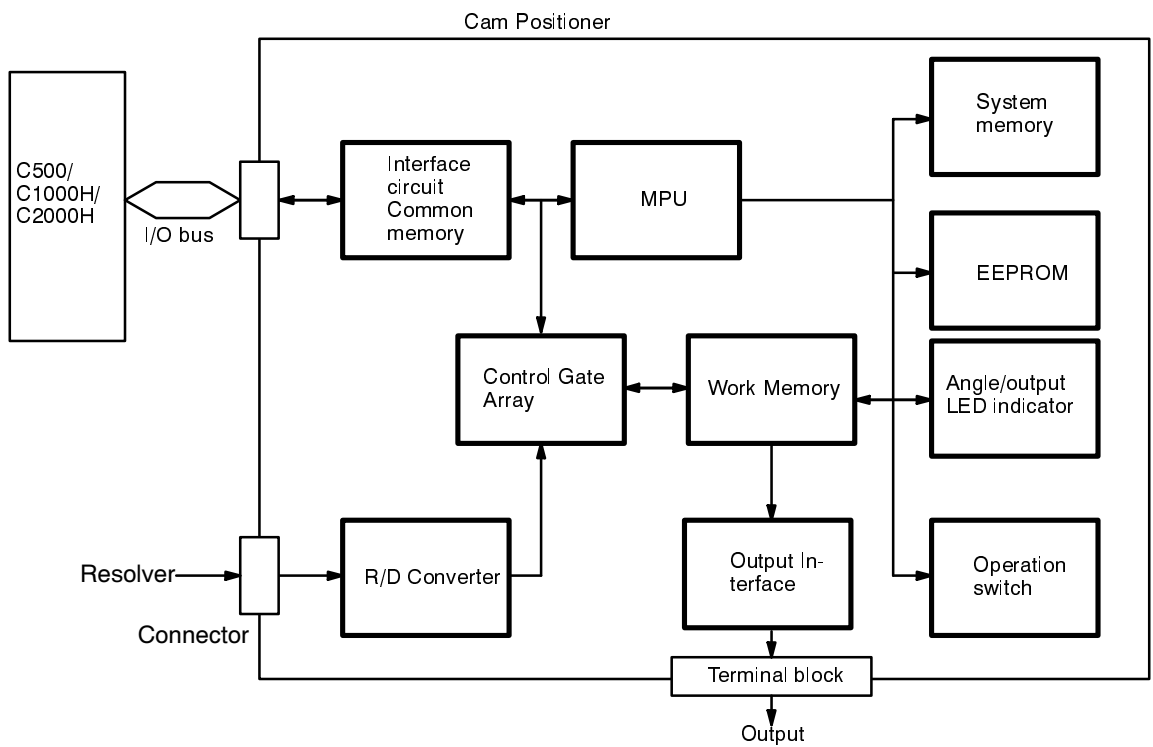 Cam Positioner
C500/
C1000H/
C2000H
I/O bus
Interface
circuit
Common
memory
MPU
System
memory
EEPROM
Control Gate
Array
Work Memory
Angle/output
LED indicator
Resolver
Connector
R/D Converter
Output In-
terface
Operation
switch
Terminal block
Output